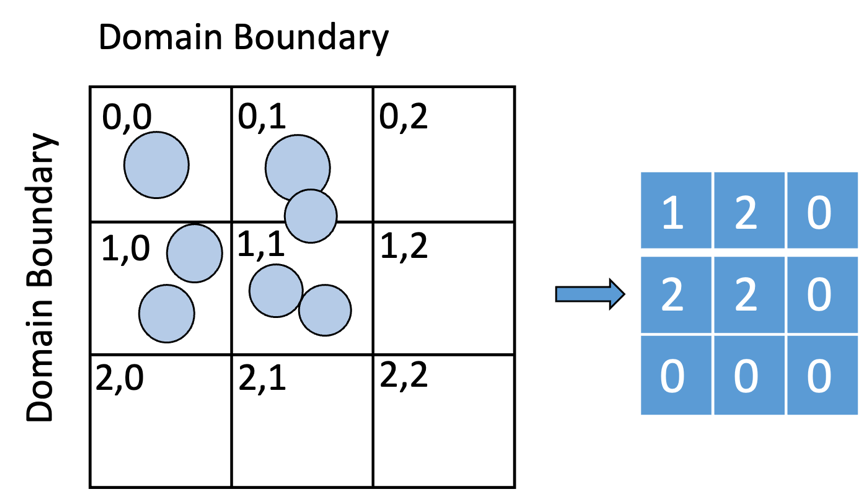 Domain Boundary
Domain Boundary
0,0 0,1 0,2
1,0 1,1 1,2
2,0 2,1 2,2
1 2 0
2 2 0
0 0 0